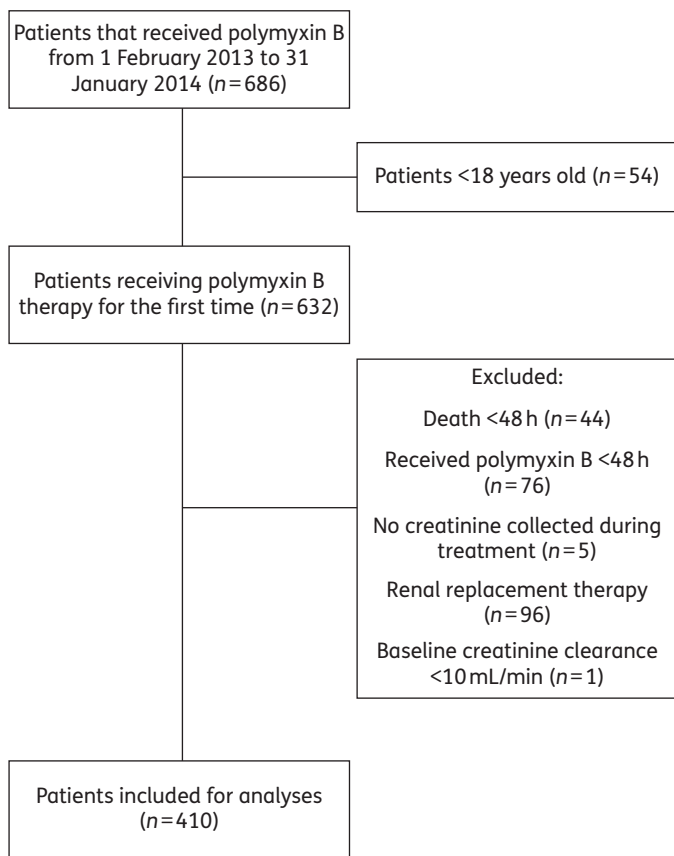 Patients that received polymyxin B
from 1 February 2013 to 31
January 2014 (n=686)
Patients <18 years old (n=54)
Patients receiving polymyxin B
therapy for the first time (n=632)
Excluded:
Death <48 h (n=44)
Received polymyxin B <48 h
(n=76)
No creatinine collected during
treatment (n=5)
Renal replacement therapy
(n=96)
Baseline creatinine clearance
<10 mL/min (n=1)
Patients included for analyses
(n=410)